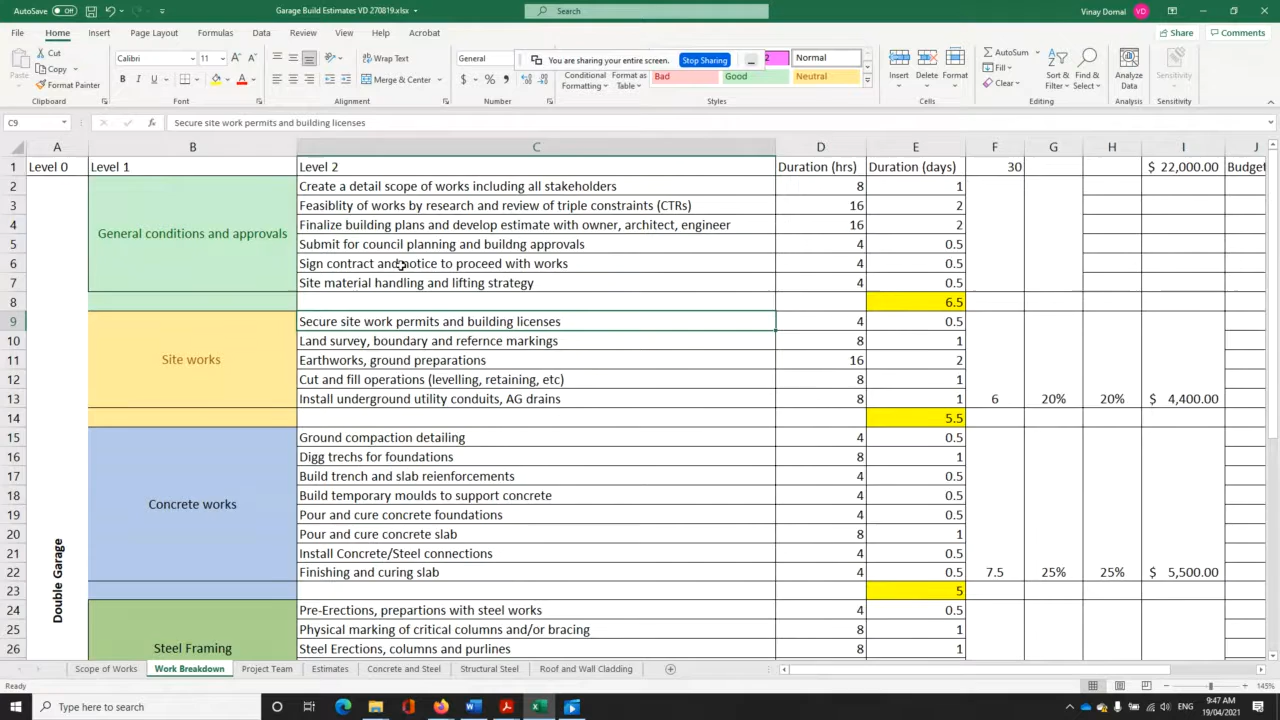 AutoSave Off
Garage Build Estimates VD 270819.xlsx
Search
Vinay Domal VD
File Home Insert Page Layout Formulas Data Review View Help Acrobat
Share Comments
Cut
Copy
Format Painter
Paste
Clipboard
Calibri 11
B I U
Font
Wrap Text
Merge & Center
Alignment
General
Number
You are sharing your entire screen. Stop Sharing
2 Normal
Bad Good Neutral
Conditional Formatting Format as Table
Styles
Insert Delete Format
Cells
AutoSum
Fill
Clear
Sort & Filter Find & Select
Editing
Analyze Data
Analysis
Sensitivity
Sensitivity
C9 fx Secure site work permits and building licenses
A B C D E F G H I J
1 Level 0 Level 1 Level 2 Duration (hrs) Duration (days) 30 $ 22,000.00 Budget
2 Create a detail scope of works including all stakeholders 8 1
3 Feasiblity of works by research and review of triple constraints (CTRs) 16 2
General conditions and approvals
4 Finalize building plans and develop estimate with owner, architect, engineer 16 2
5 Submit for council planning and buildng approvals 4 0.5
6 Sign contract and notice to proceed with works 4 0.5
7 Site material handling and lifting strategy 4 0.5
8 6.5
9 Secure site work permits and building licenses 4 0.5
10 Land survey, boundary and refernce markings 8 1
11 Site works Earthworks, ground preparations 16 2
12 Cut and fill operations (levelling, retaining, etc) 8 1
13 Install underground utility conduits, AG drains 8 1 6 20% 20% $ 4,400.00
14 5.5
15 Ground compaction detailing 4 0.5
16 Digg trechs for foundations 8 1
17 Build trench and slab reienforcements 4 0.5
18 Concrete works Build temporary moulds to support concrete 4 0.5
19 Pour and cure concrete foundations 4 0.5
20 Pour and cure concrete slab 8 1
21 Install Concrete/Steel connections 4 0.5
22 Finishing and curing slab 4 0.5 7.5 25% 25% $ 5,500.00
Double Garage
23 5
24 Pre-Erections, prepartions with steel works 4 0.5
25 Physical marking of critical columns and/or bracing 8 1
26 Steel Framing Steel Erections, columns and purlines 8 1
Scope of Works Work Breakdown Project Team Estimates Concrete and Steel Structural Steel Roof and Wall Cladding
Ready 145%
Type here to search
ENG
9:47 AM
19/04/2021